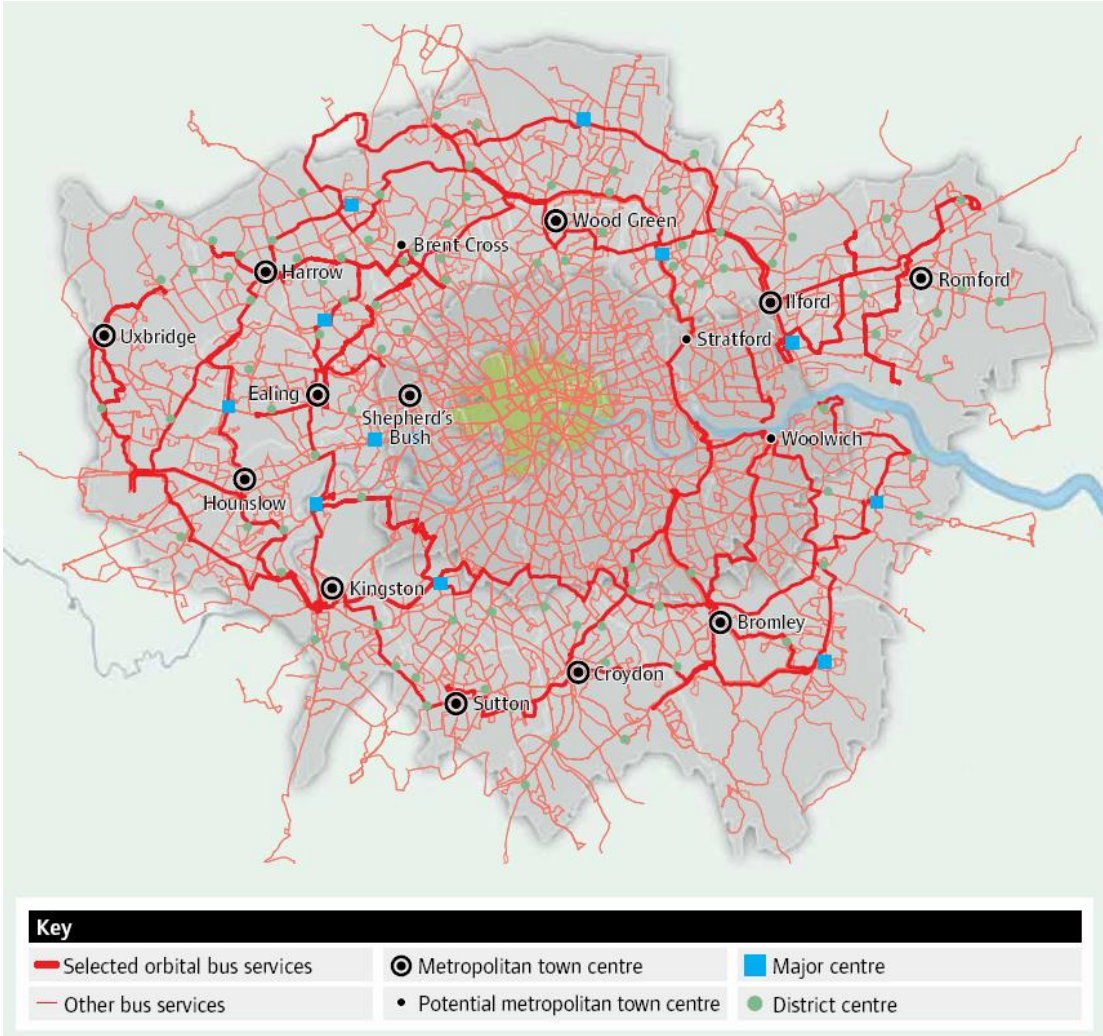 Wood Green
Brent Cross
Harrow
Romford
Ilford
Uxbridge
Stratford
Ealing
Shepherd's
Bush
Woolwich
Hounslow
Kingston
Bromley
Croydon
Sutton
Key
Selected orbital bus services
Metropolitan town centre
Major centre
Other bus services
Potential metropolitan town centre
District centre